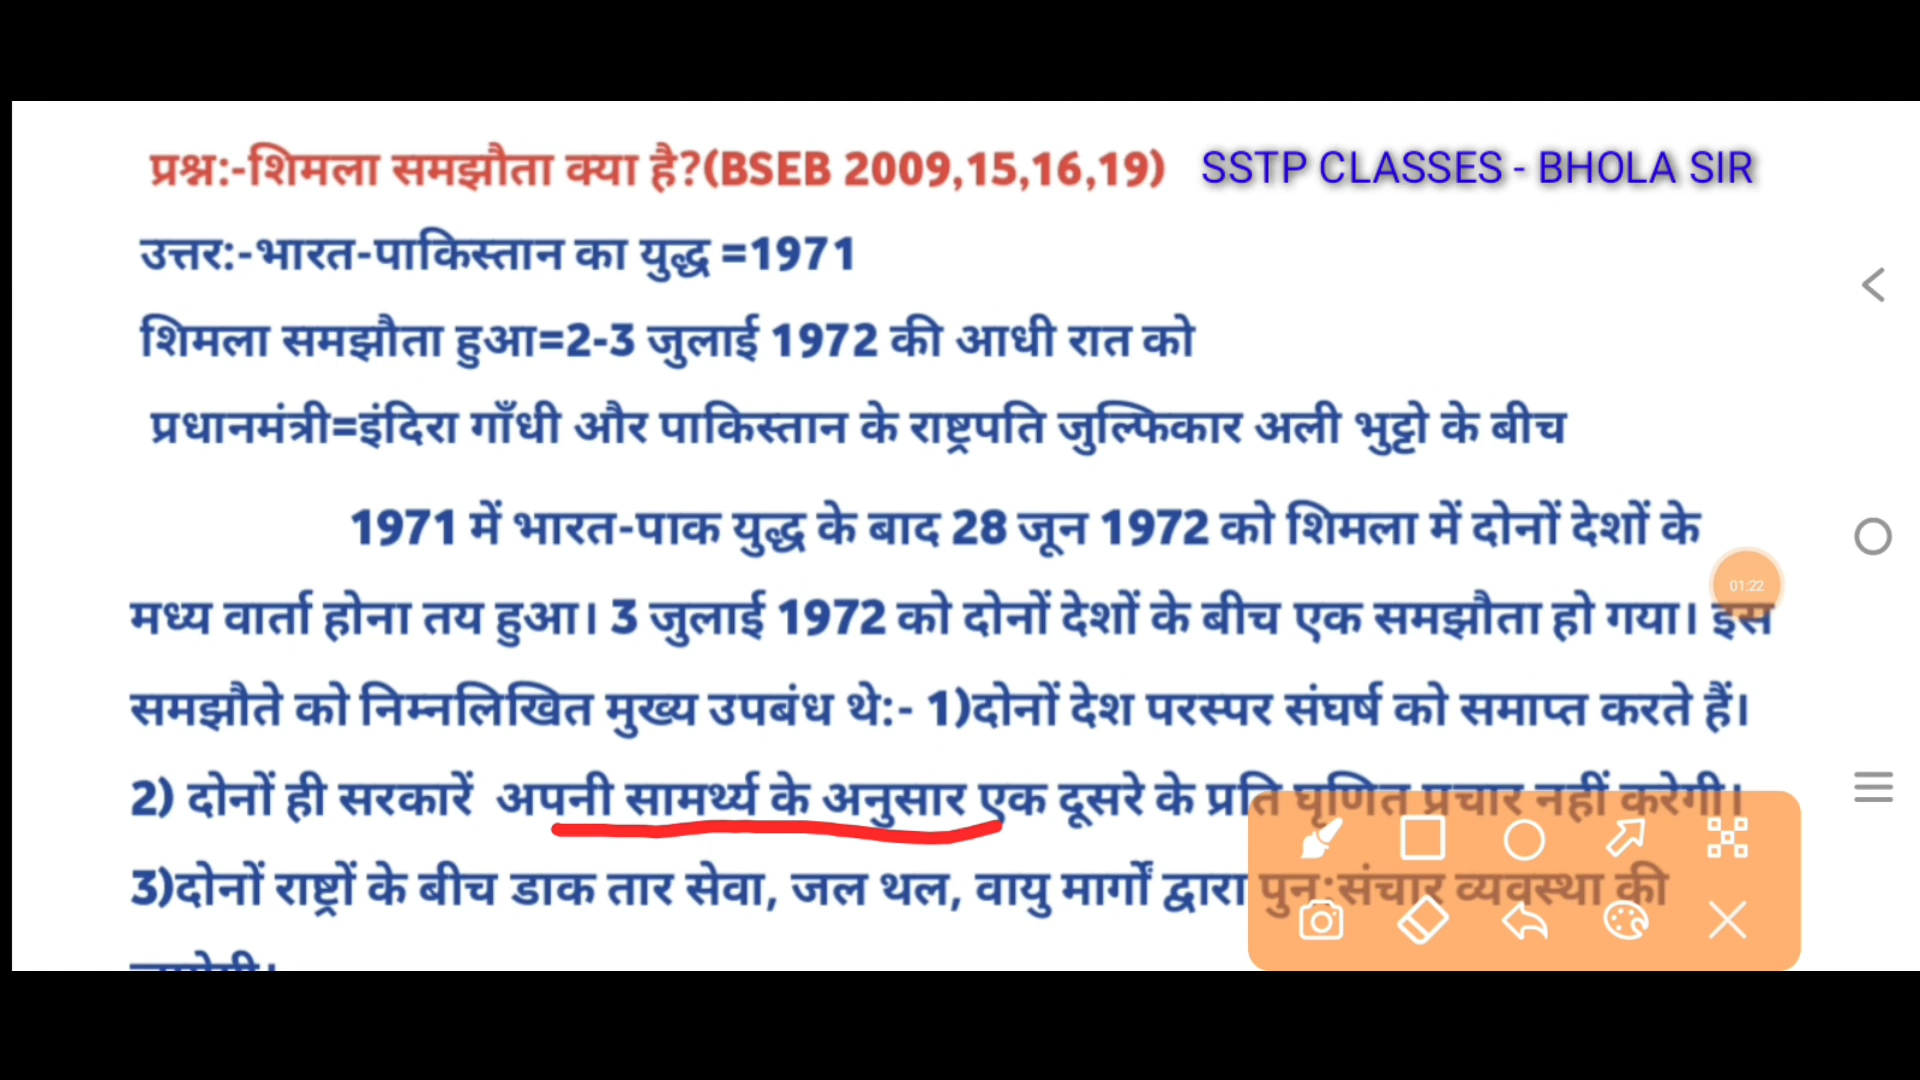 प्रश्न:-शिमला समझौता क्या है?(BSEB 2009,15,16,19) SSTP CLASSES - BHOLA SIR
उत्तर:-भारत-पाकिस्तान का युद्ध =1971
शिमला समझौता हुआ=2-3 जुलाई 1972 की आधी रात को
प्रधानमंत्री=इंदिरा गाँधी और पाकिस्तान के राष्ट्रपति जुल्फिकार अली भुट्टो के बीच
1971 में भारत-पाक युद्ध के बाद 28 जून 1972 को शिमला में दोनों देशों के
01:22
मध्य वार्ता होना तय हुआ। 3 जुलाई 1972 को दोनों देशों के बीच एक समझौता हो गया। इस
समझौते को निम्नलिखित मुख्य उपबंध थे:- 1)दोनों देश परस्पर संघर्ष को समाप्त करते हैं।
2) दोनों ही सरकारें अपनी सामर्थ्य के अनुसार एक दूसरे के प्रति घृणित प्रचार नहीं करेगी।
3)दोनों राष्ट्रों के बीच डाक तार सेवा, जल थल, वायु मार्गों द्वारा पुन:संचार व्यवस्था की